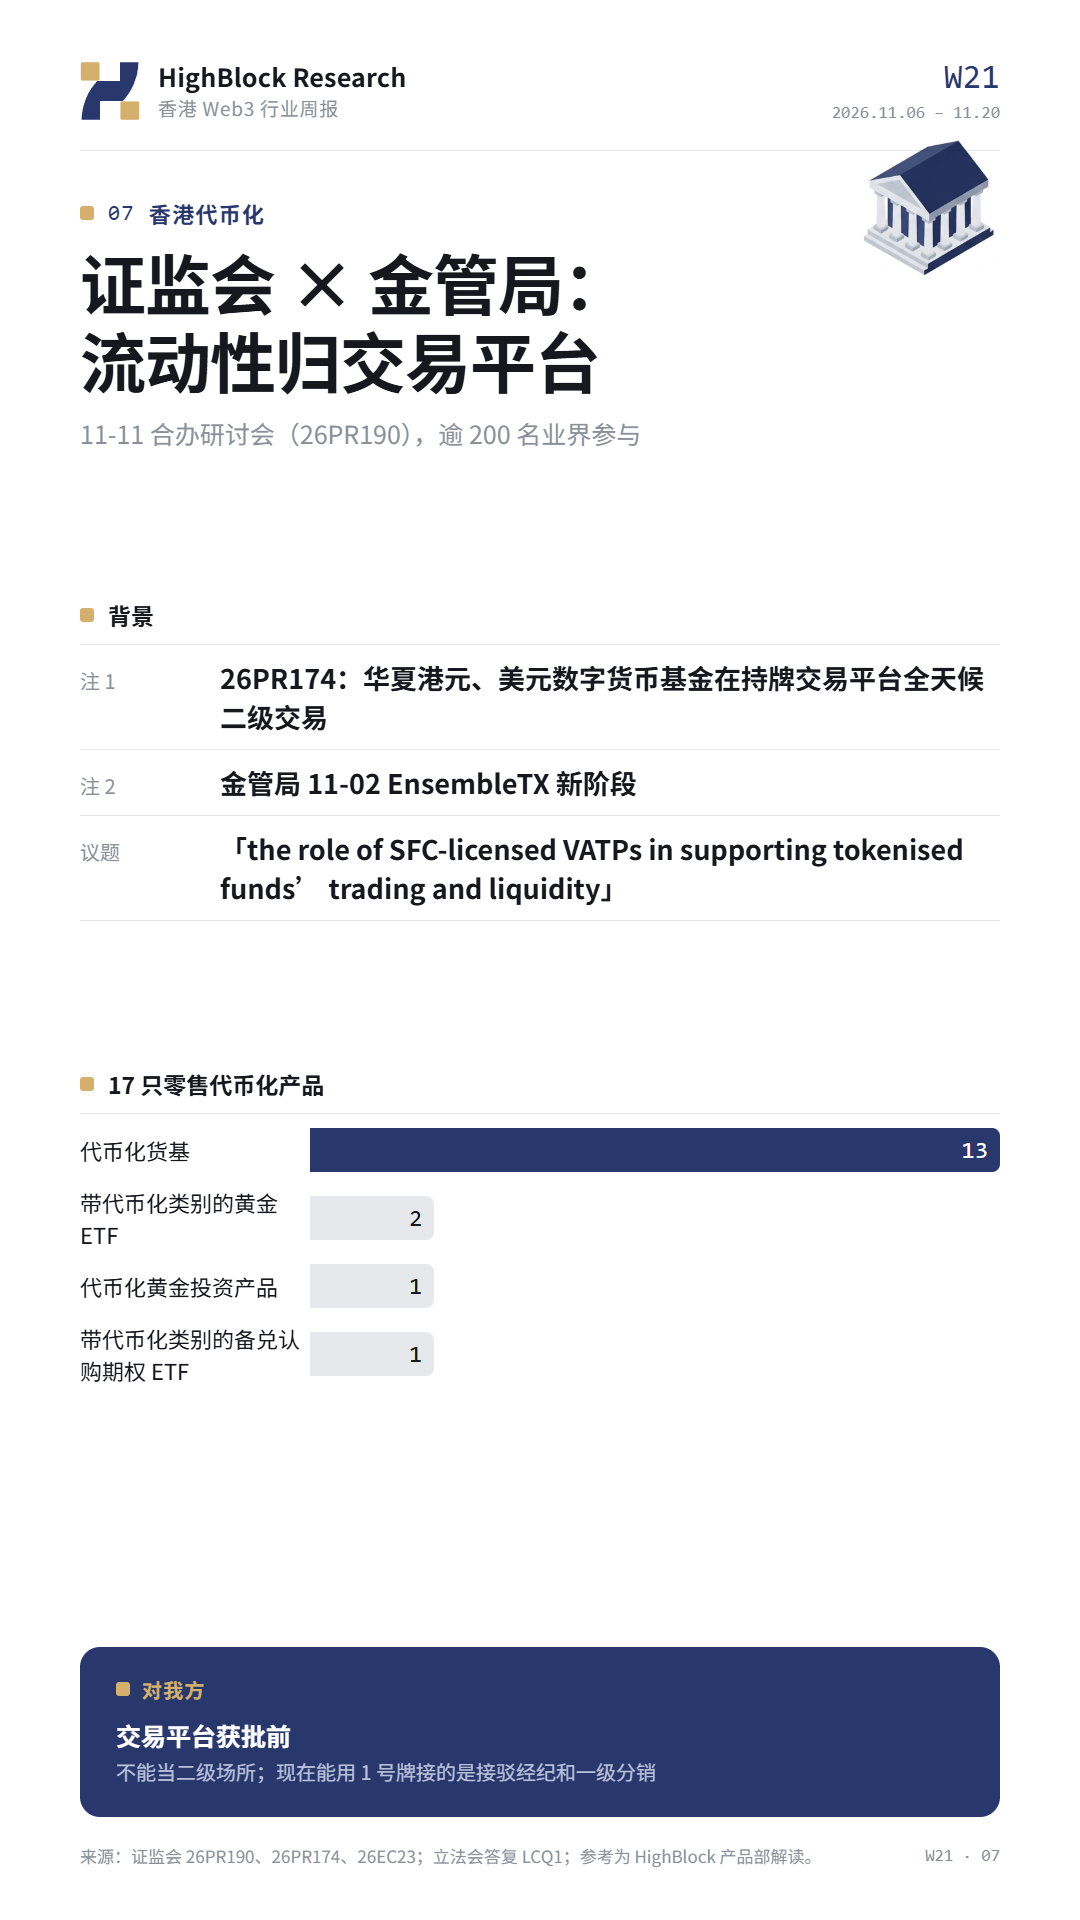 HighBlock Research
香港 Web3 行业周报
W21
2026.11.06 – 11.20
07 香港代币化
证监会 × 金管局：
流动性归交易平台
11-11 合办研讨会（26PR190），逾 200 名业界参与
背景
注 1
26PR174：华夏港元、美元数字货币基金在持牌交易平台全天候
二级交易
注 2
金管局 11-02 EnsembleTX 新阶段
议题
「the role of SFC-licensed VATPs in supporting tokenised
funds’ trading and liquidity」
17 只零售代币化产品
代币化货基
13
带代币化类别的黄金
ETF
2
代币化黄金投资产品
1
带代币化类别的备兑认
购期权 ETF
1
对我方
交易平台获批前
不能当二级场所；现在能用 1 号牌接的是接驳经纪和一级分销
来源：证监会 26PR190、26PR174、26EC23；立法会答复 LCQ1；参考为 HighBlock 产品部解读。
W21 · 07